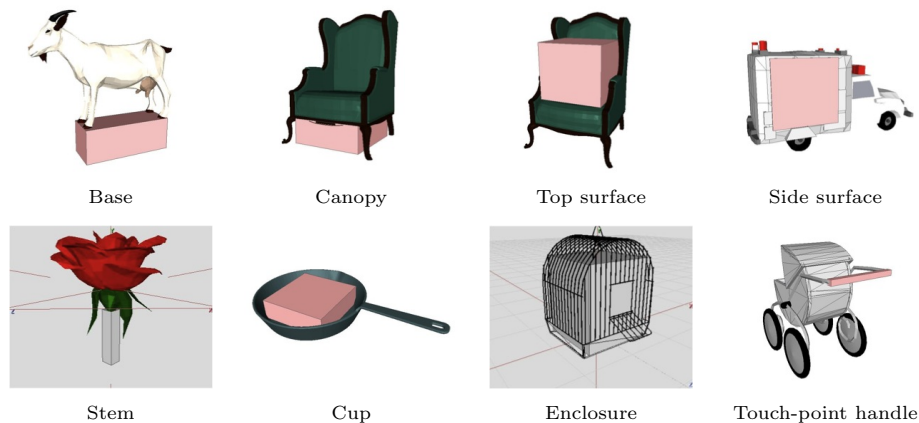 Base
Canopy
Top surface
Side surface
Stem
Cup
Enclosure
Touch-point handle